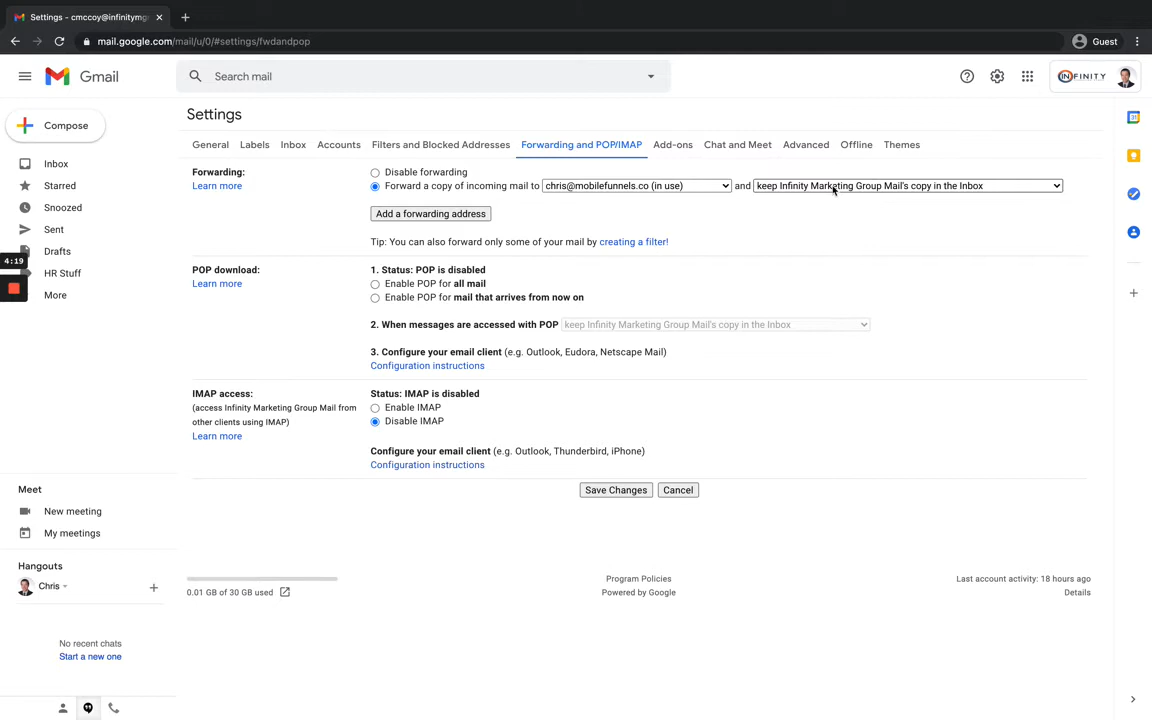 Settings - cmccoy@infinitymg
mail.google.com/mail/u/0/#settings/fwdandpop
Guest
Gmail
Search mail
INFINITY
Compose
Settings
General Labels Inbox Accounts Filters and Blocked Addresses Forwarding and POP/IMAP Add-ons Chat and Meet Advanced Offline Themes
Inbox
Starred
Snoozed
Sent
Drafts
HR Stuff
More
4:19
Forwarding:
Learn more
Disable forwarding
Forward a copy of incoming mail to chris@mobilefunnels.co (in use) and keep Infinity Marketing Group Mail's copy in the Inbox
Add a forwarding address
Tip: You can also forward only some of your mail by creating a filter!
POP download:
Learn more
1. Status: POP is disabled
Enable POP for all mail
Enable POP for mail that arrives from now on
2. When messages are accessed with POP keep Infinity Marketing Group Mail's copy in the Inbox
3. Configure your email client (e.g. Outlook, Eudora, Netscape Mail)
Configuration instructions
IMAP access:
(access Infinity Marketing Group Mail from
other clients using IMAP)
Learn more
Status: IMAP is disabled
Enable IMAP
Disable IMAP
Configure your email client (e.g. Outlook, Thunderbird, iPhone)
Configuration instructions
Save Changes Cancel
Meet
New meeting
My meetings
Hangouts
Chris
No recent chats
Start a new one
0.01 GB of 30 GB used
Program Policies
Powered by Google
Last account activity: 18 hours ago
Details